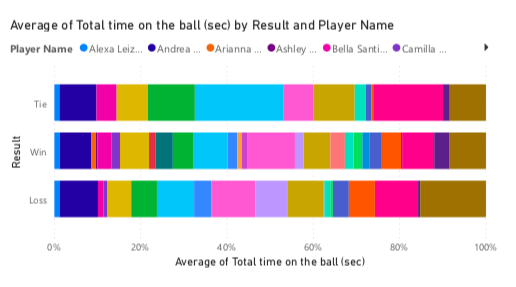 Average of Total time on the ball (sec) by Result and Player Name
Player Name Alexa Leiz... Andrea ... Arianna ... Ashley ... Bella Santi... Camilla ...
Tie
Win
Loss
Result
0% 20% 40% 60% 80% 100%
Average of Total time on the ball (sec)